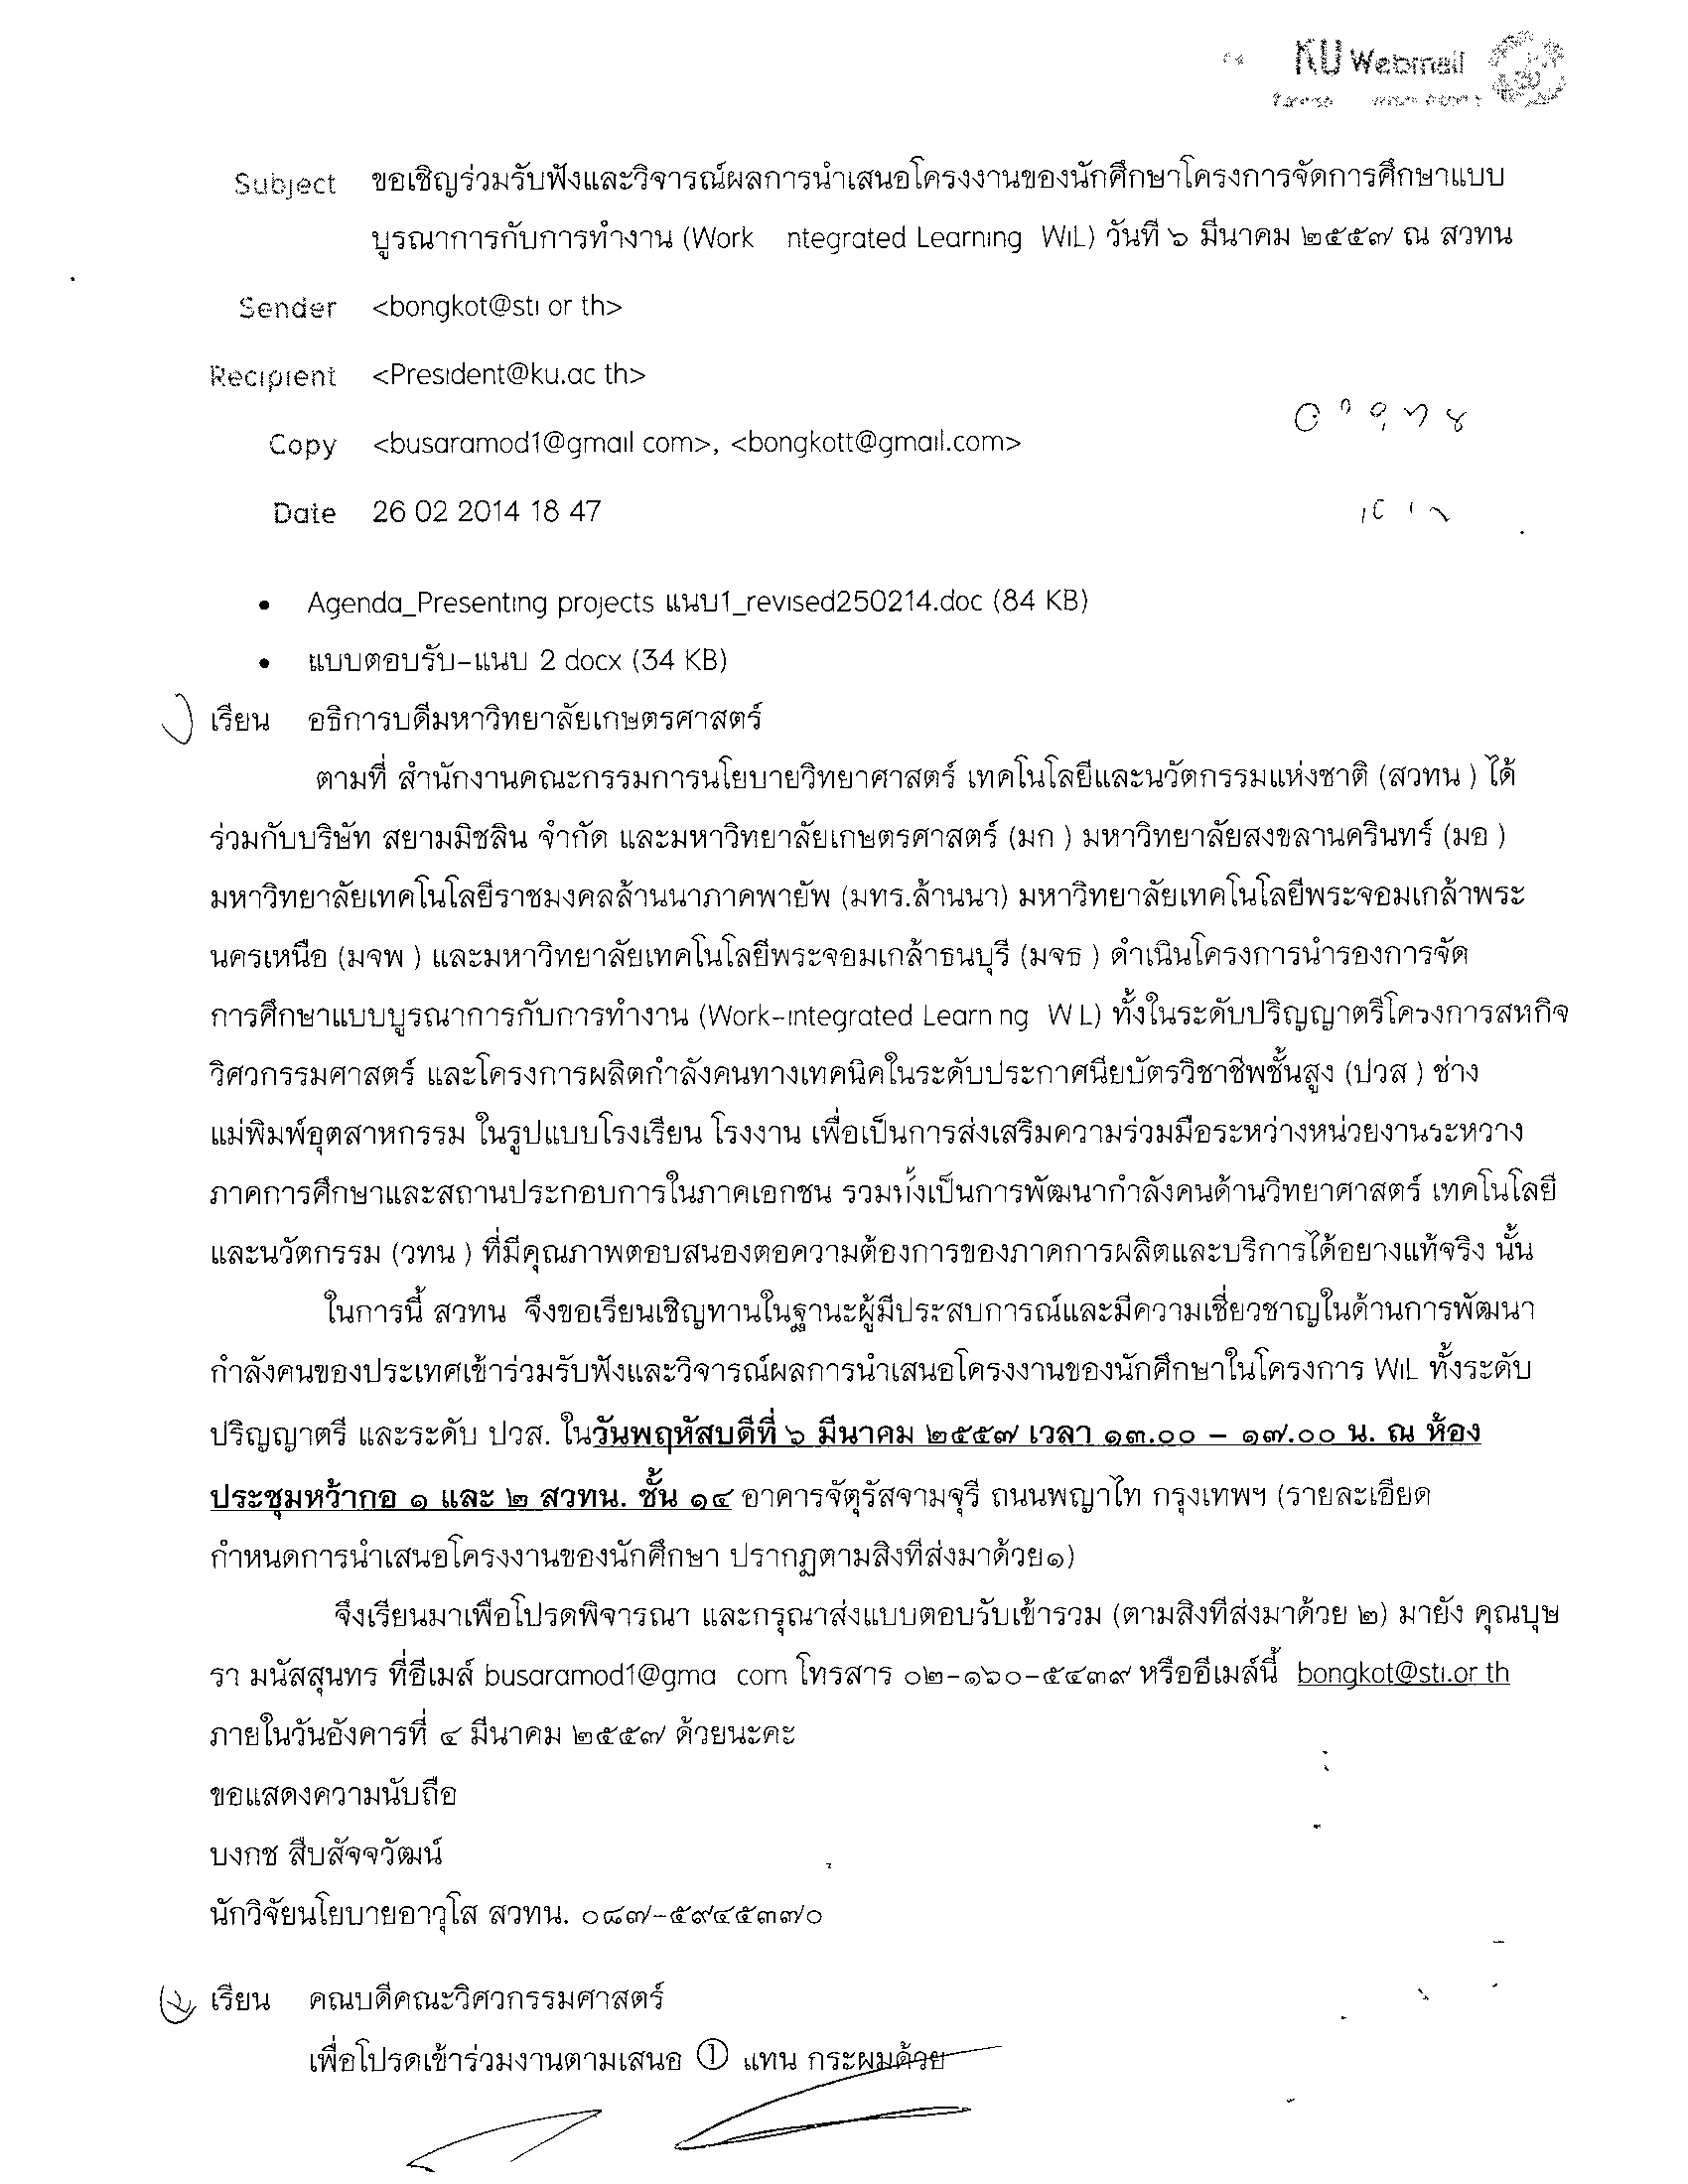 KU Webmail
Subject ขอเชิญร่วมรับฟังและวิจารณ์ผลการนำเสนอโครงงานของนักศึกษาโครงการจัดการศึกษาแบบ
บูรณาการกับการทำงาน (Work ntegrated Learning WiL) วันที่ ๖ มีนาคม ๒๕๕๗ ณ สวทน
Sender <bongkot@sti or th>
Recipient <President@ku.ac th>
Copy <busaramod1@gmail com>, <bongkott@gmail.com>
Date 26 02 2014 18 47
• Agenda_Presenting projects แนบ1_revised250214.doc (84 KB)
• แบบตอบรับ-แนบ 2 docx (34 KB)
เรียน อธิการบดีมหาวิทยาลัยเกษตรศาสตร์
ตามที่ สำนักงานคณะกรรมการนโยบายวิทยาศาสตร์ เทคโนโลยีและนวัตกรรมแห่งชาติ (สวทน ) ได้
ร่วมกับบริษัท สยามมิชลิน จำกัด และมหาวิทยาลัยเกษตรศาสตร์ (มก ) มหาวิทยาลัยสงขลานครินทร์ (มอ )
มหาวิทยาลัยเทคโนโลยีราชมงคลล้านนาภาคพายัพ (มทร.ล้านนา) มหาวิทยาลัยเทคโนโลยีพระจอมเกล้าพระ
นครเหนือ (มจพ ) และมหาวิทยาลัยเทคโนโลยีพระจอมเกล้าธนบุรี (มจธ ) ดำเนินโครงการนำรองการจัด
การศึกษาแบบบูรณาการกับการทำงาน (Work-integrated Learn ng W L) ทั้งในระดับปริญญาตรีโครงการสหกิจ
วิศวกรรมศาสตร์ และโครงการผลิตกำลังคนทางเทคนิคในระดับประกาศนียบัตรวิชาชีพชั้นสูง (ปวส ) ช่าง
แม่พิมพ์อุตสาหกรรม ในรูปแบบโรงเรียน โรงงาน เพื่อเป็นการส่งเสริมความร่วมมือระหว่างหน่วยงานระหวาง
ภาคการศึกษาและสถานประกอบการในภาคเอกชน รวมทั้งเป็นการพัฒนากำลังคนด้านวิทยาศาสตร์ เทคโนโลยี
และนวัตกรรม (วทน ) ที่มีคุณภาพตอบสนองตอความต้องการของภาคการผลิตและบริการได้อยางแท้จริง นั้น
ในการนี้ สวทน จึงขอเรียนเชิญทานในฐานะผู้มีประสบการณ์และมีความเชี่ยวชาญในด้านการพัฒนา
กำลังคนของประเทศเข้าร่วมรับฟังและวิจารณ์ผลการนำเสนอโครงงานของนักศึกษาในโครงการ WiL ทั้งระดับ
ปริญญาตรี และระดับ ปวส. ในวันพฤหัสบดีที่ ๖ มีนาคม ๒๕๕๗ เวลา ๑๓.๐๐ – ๑๗.๐๐ น. ณ ห้อง
ประชุมหว้ากอ ๑ และ ๒ สวทน. ชั้น ๑๔ อาคารจัตุรัสจามจุรี ถนนพญาไท กรุงเทพฯ (รายละเอียด
กำหนดการนำเสนอโครงงานของนักศึกษา ปรากฏตามสิงที่ส่งมาด้วย๑)
จึงเรียนมาเพื่อโปรดพิจารณา และกรุณาส่งแบบตอบรับเข้ารวม (ตามสิงที่ส่งมาด้วย ๒) มายัง คุณบุษ
รา มนัสสุนทร ที่อีเมล์ busaramod1@gma com โทรสาร ๐๒-๑๖๐-๕๔๓๙ หรืออีเมล์นี้ bongkot@sti.or th
ภายในวันอังคารที่ ๔ มีนาคม ๒๕๕๗ ด้วยนะคะ
ขอแสดงความนับถือ
บงกช สืบสัจจวัฒน์
นักวิจัยนโยบายอาวุโส สวทน. ๐๘๗-๕๙๔๕๓๗๐
๒ เรียน คณบดีคณะวิศวกรรมศาสตร์
เพื่อโปรดเข้าร่วมงานตามเสนอ ① แทน กระผมด้วย